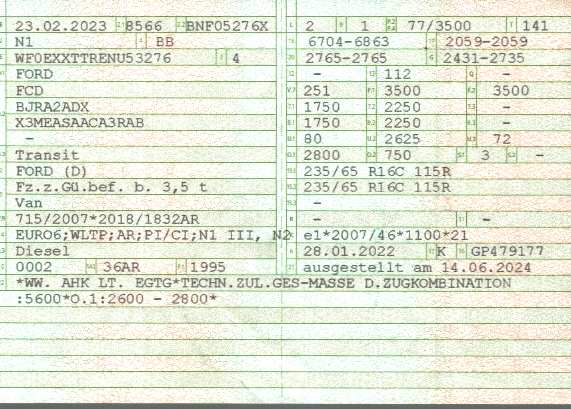 23.02.2023 8566 BNF05276X 2 1 77/3500 141
N1 BB 6704-6863 2059-2059
WF0EXXTTRENU53276 4 2765-2765 2431-2735
FORD - 112 -
FCD 251 3500 3500
BJRA2ADX 1750 2250 -
X3MEASAACA3RAB 1750 2250 -
- 80 2625 72
Transit 2800 750 3 -
FORD (D) 235/65 R16C 115R
Fz.z.Gü.bef. b. 3,5 t 235/65 R16C 115R
Van -
715/2007*2018/1832AR - -
EURO6;WLTP;AR;PI/CI;N1 III, N2 e1*2007/46*1100*21
Diesel 28.01.2022 K GP479177
0002 36AR 1995 ausgestellt am 14.06.2024
*WW. AHK LT. EGTG*TECHN.ZUL.GES-MASSE D.ZUGKOMBINATION
:5600*O.1:2600 - 2800*